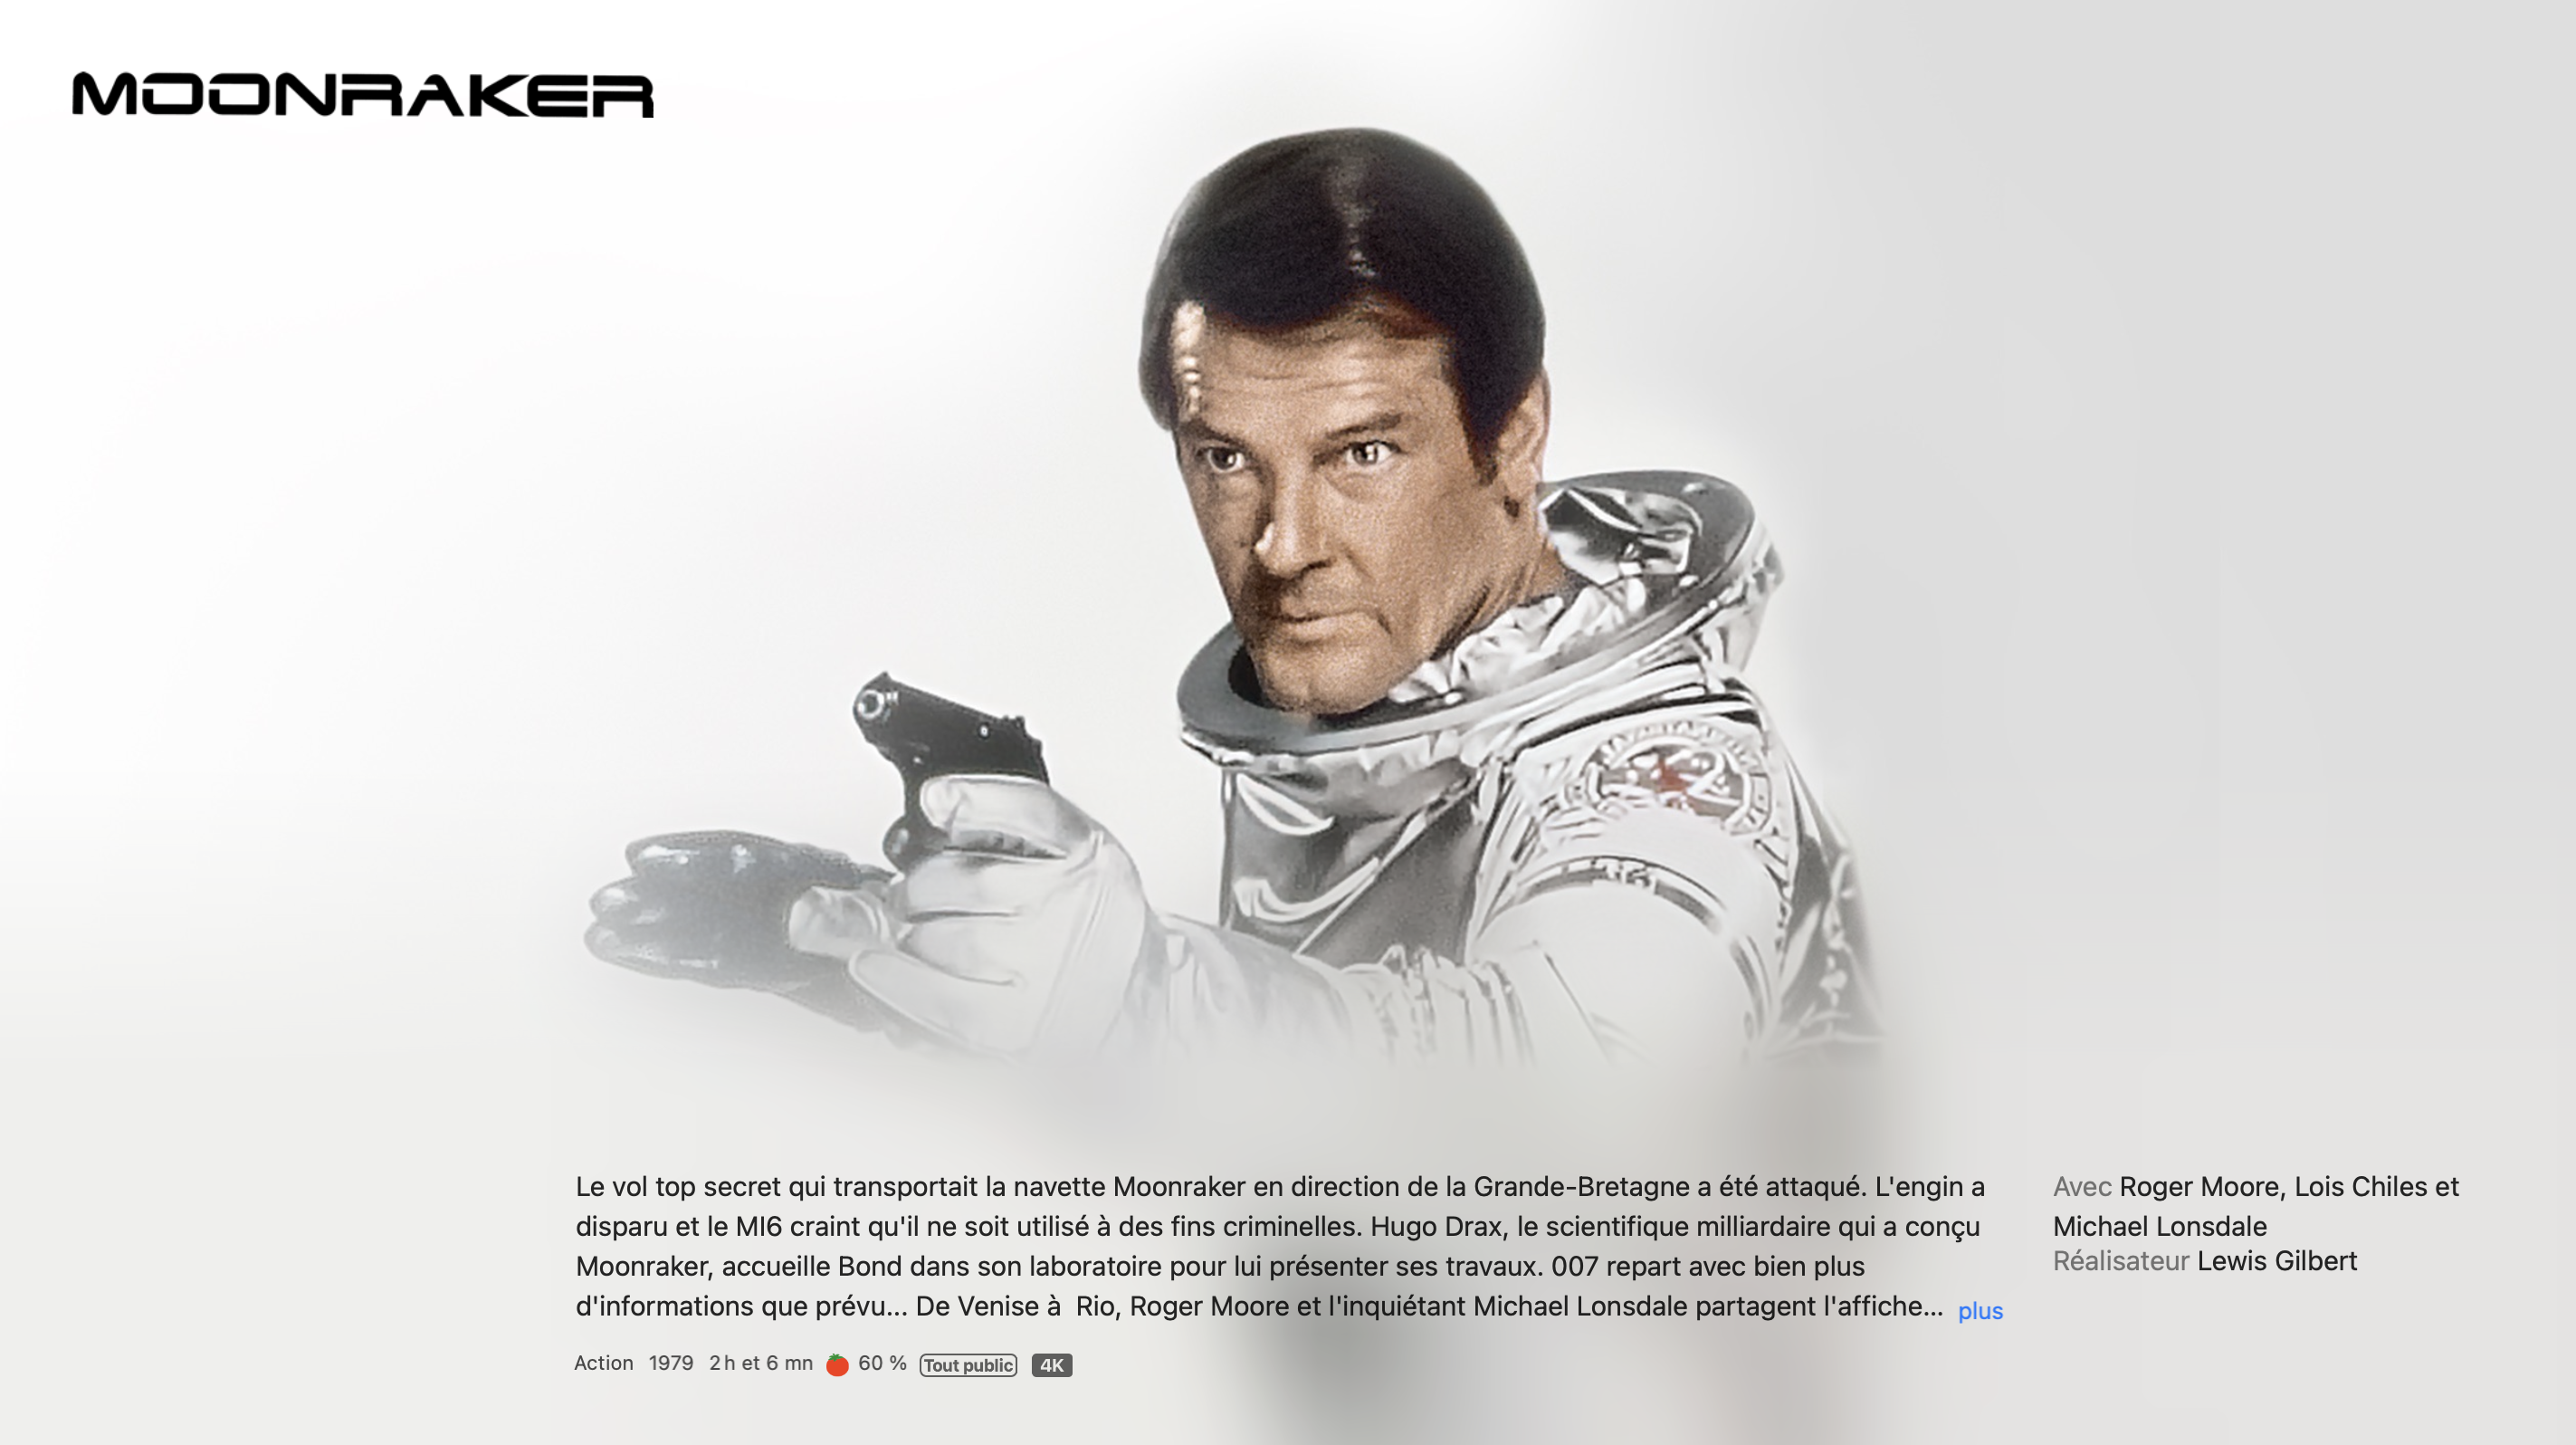 MOONRAKER
Le vol top secret qui transportait la navette Moonraker en direction de la Grande-Bretagne a été attaqué. L'engin a
disparu et le MI6 craint qu'il ne soit utilisé à des fins criminelles. Hugo Drax, le scientifique milliardaire qui a conçu
Moonraker, accueille Bond dans son laboratoire pour lui présenter ses travaux. 007 repart avec bien plus
d'informations que prévu... De Venise à  Rio, Roger Moore et l'inquiétant Michael Lonsdale partagent l'affiche... plus
Action 1979 2 h et 6 mn 60 % Tout public 4K
Avec Roger Moore, Lois Chiles et
Michael Lonsdale
Réalisateur Lewis Gilbert